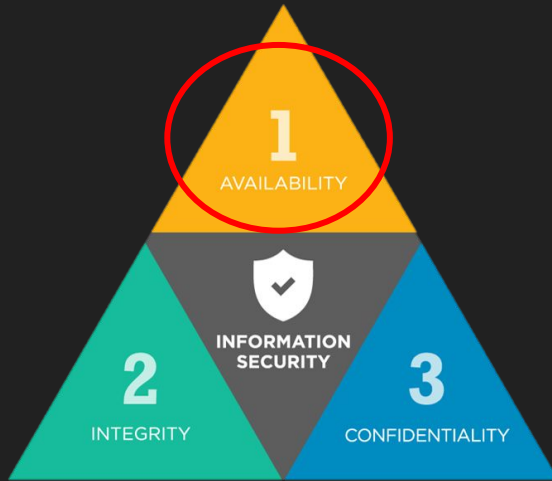 1
AVAILABILITY
INFORMATION
SECURITY
2
INTEGRITY
3
CONFIDENTIALITY